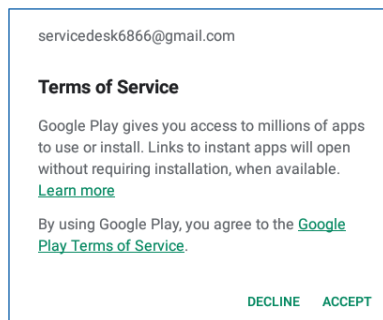 servicedesk6866@gmail.com
Terms of Service
Google Play gives you access to millions of apps
to use or install. Links to instant apps will open
without requiring installation, when available.
Learn more
By using Google Play, you agree to the Google
Play Terms of Service.
DECLINE ACCEPT